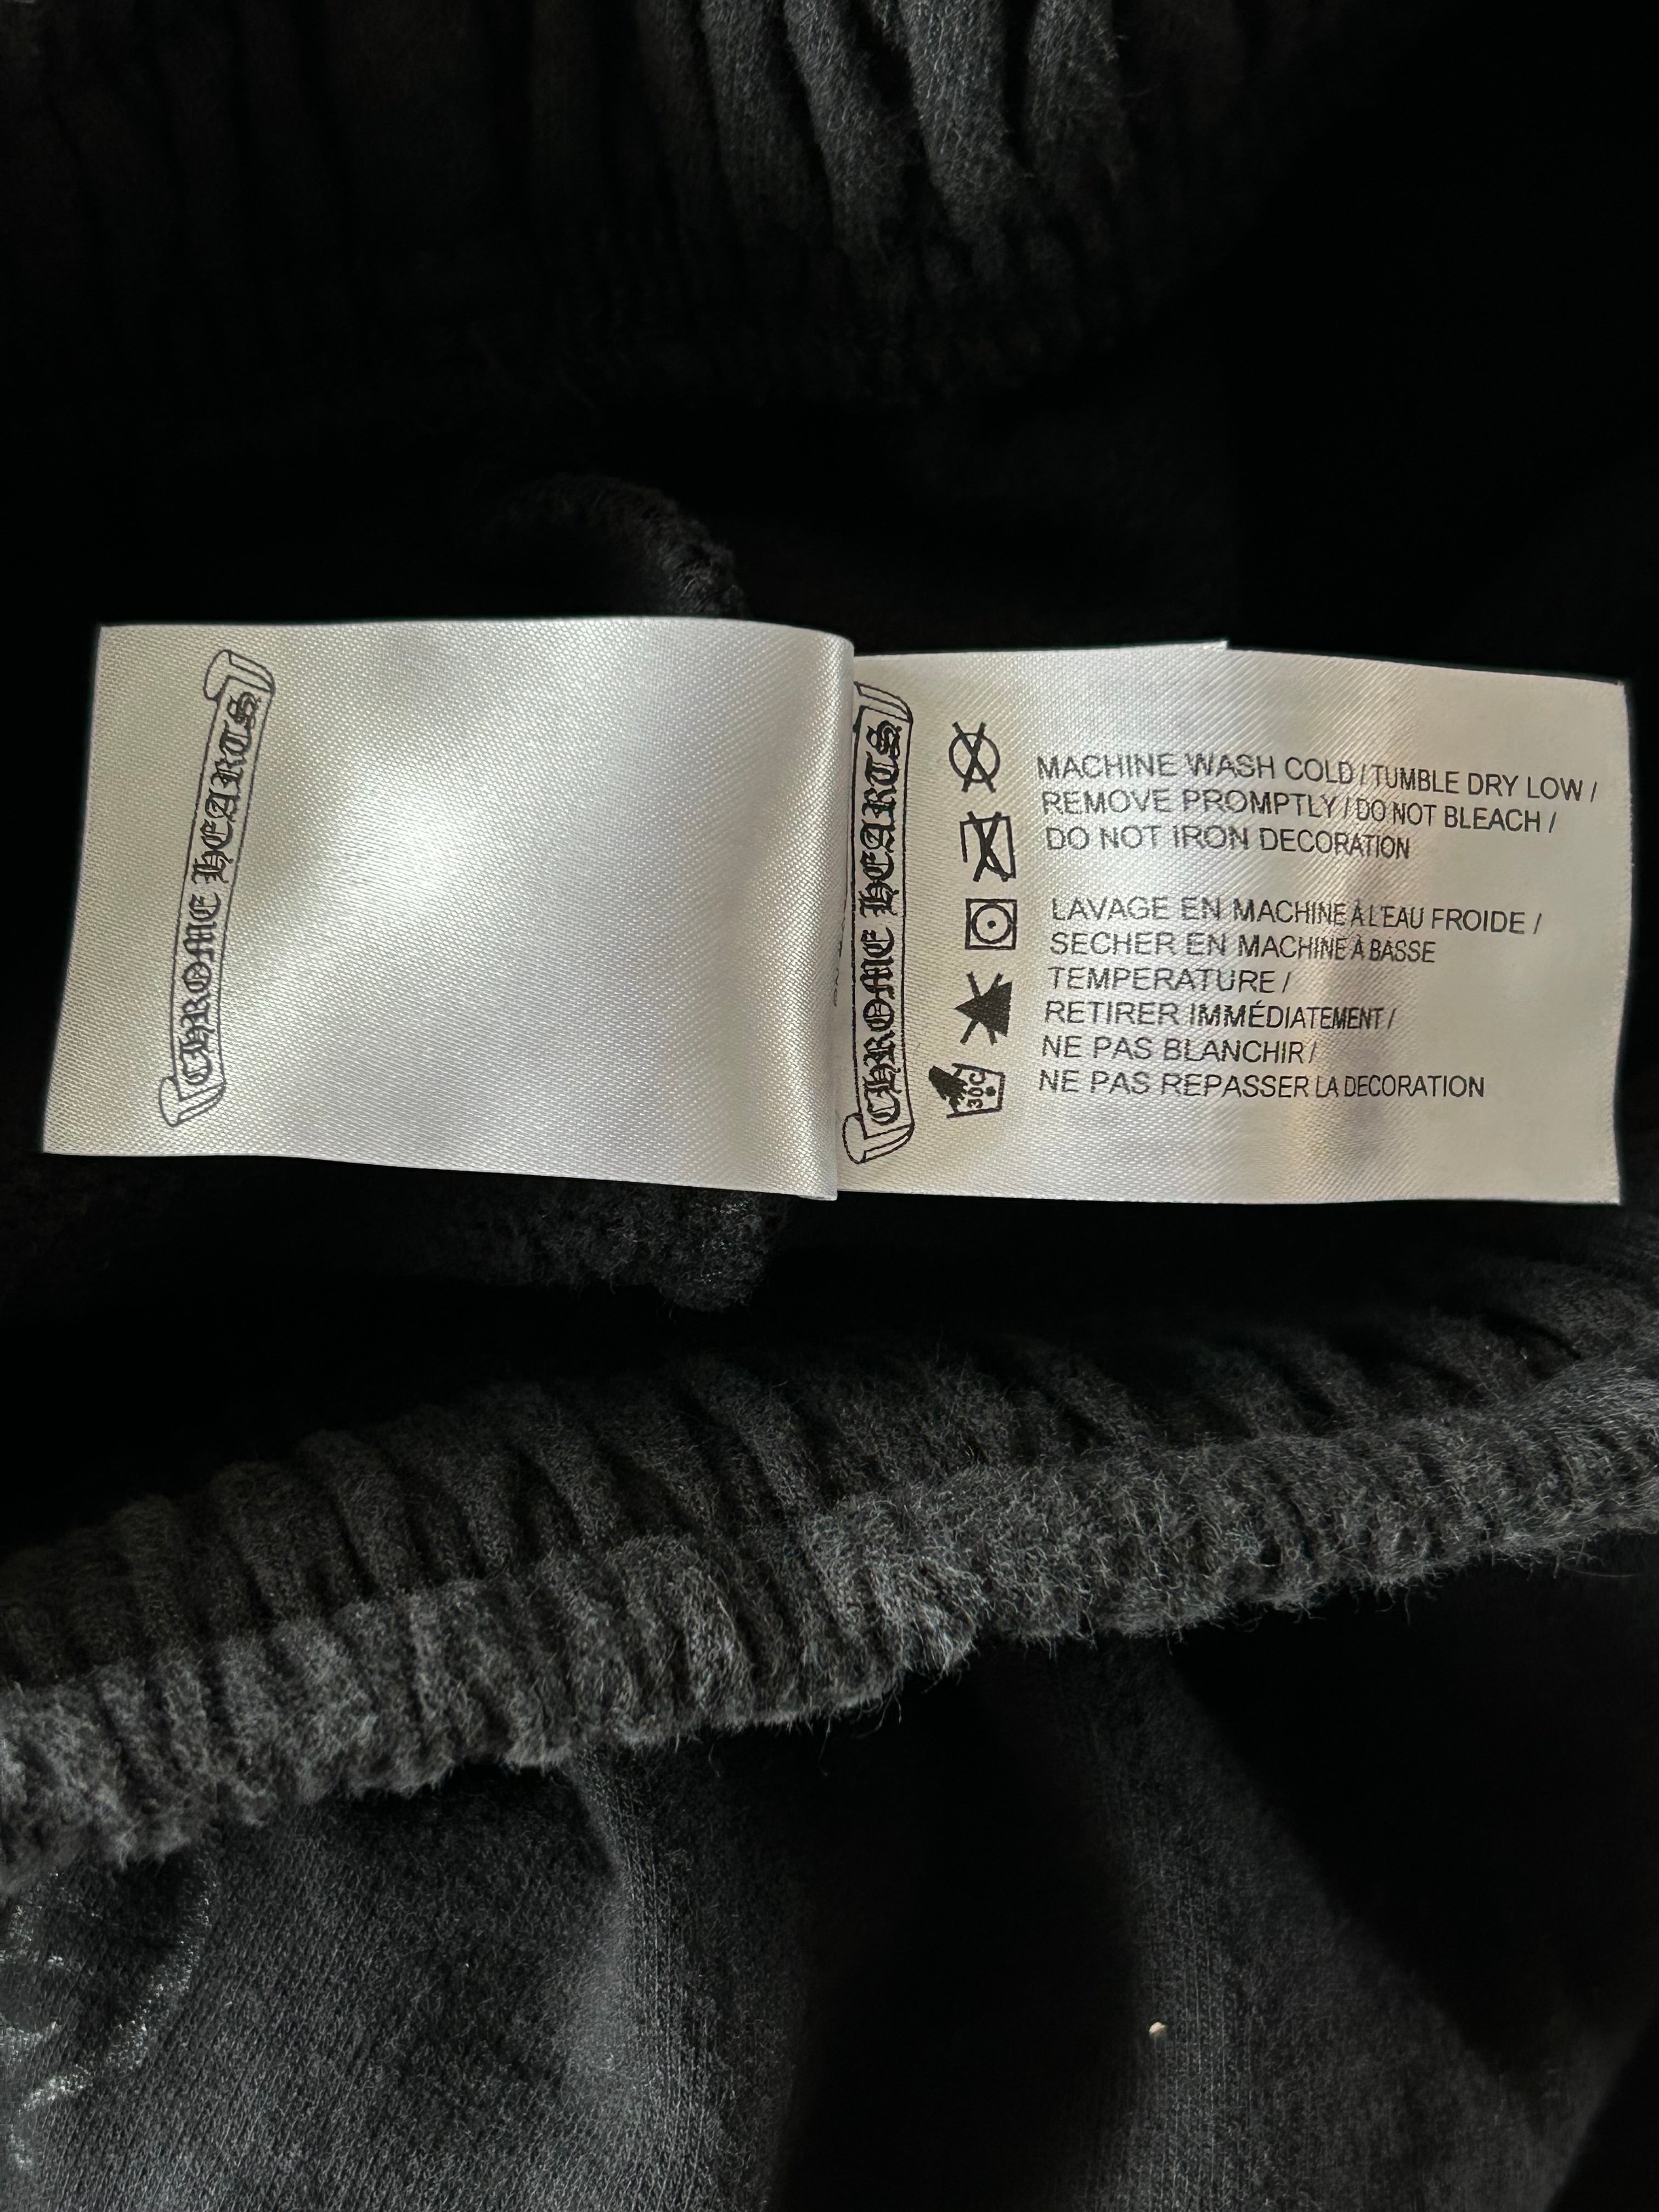 CHROME HEARTS
CHROME HEARTS
MACHINE WASH COLD / TUMBLE DRY LOW /
REMOVE PROMPTLY / DO NOT BLEACH /
DO NOT IRON DECORATION
LAVAGE EN MACHINE À L'EAU FROIDE /
SECHER EN MACHINE À BASSE
TEMPERATURE /
RETIRER IMMÉDIATEMENT /
NE PAS BLANCHIR /
NE PAS REPASSER LA DECORATION
30C